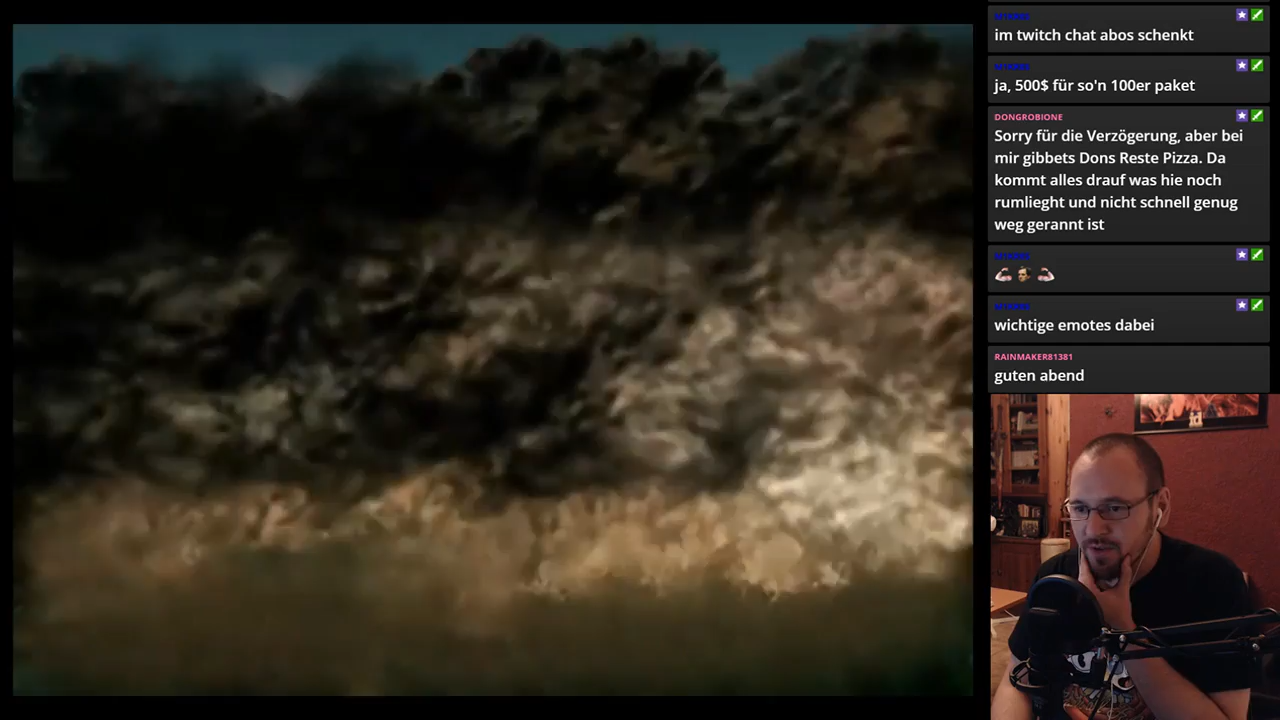 im twitch chat abos schenkt
ja, 500$ für so'n 100er paket
DONGROBIONE
Sorry für die Verzögerung, aber bei
mir gibbets Dons Reste Pizza. Da
kommt alles drauf was hie noch
rumlieght und nicht schnell genug
weg gerannt ist
wichtige emotes dabei
RAINMAKER81381
guten abend